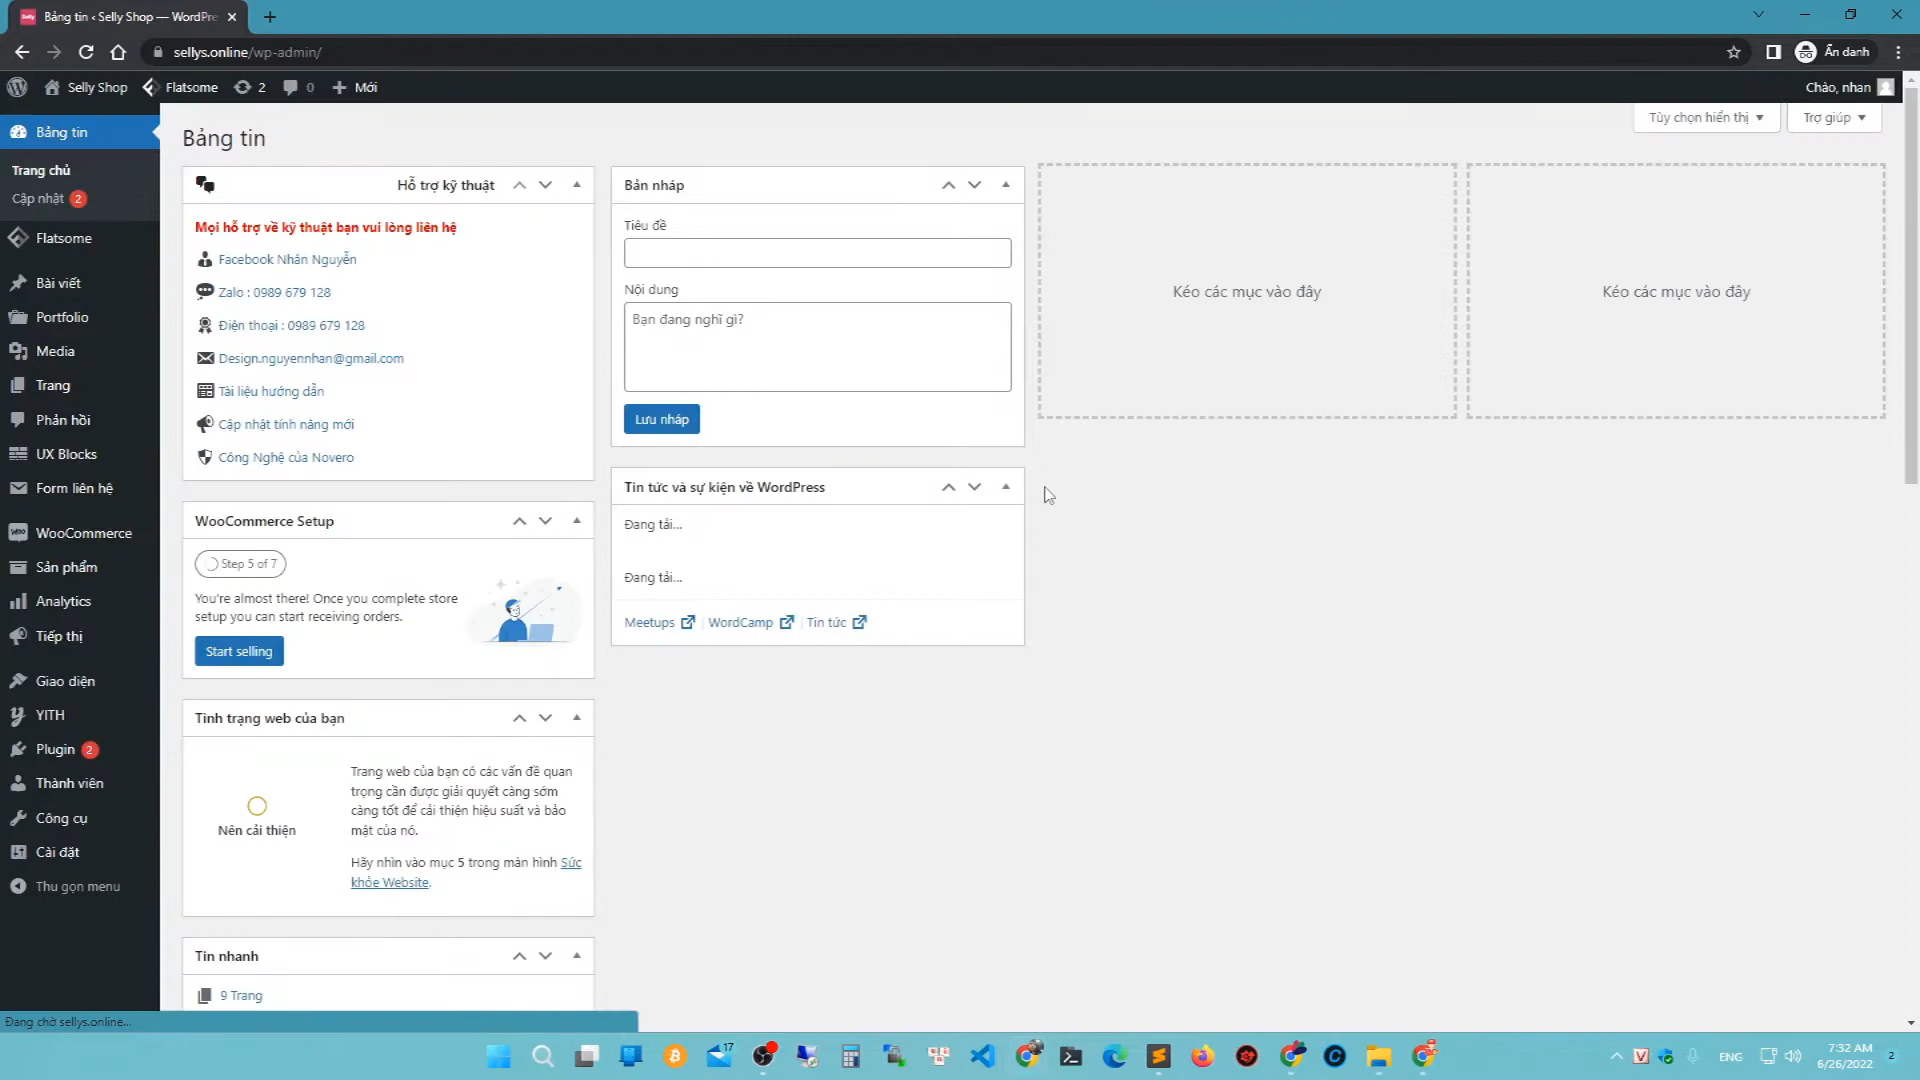 Bảng tin ‹ Selly Shop — WordPre
sellys.online/wp-admin/
Ẩn danh
Selly Shop
Flatsome
2
0
Mới
Chào, nhan
Bảng tin
Trang chủ
Cập nhật 2
Flatsome
Bài viết
Portfolio
Media
Trang
Phản hồi
UX Blocks
Form liên hệ
WooCommerce
Sản phẩm
Analytics
Tiếp thị
Giao diện
YITH
Plugin 2
Thành viên
Công cụ
Cài đặt
Thu gọn menu
Bảng tin
Tùy chọn hiển thị
Trợ giúp
Hỗ trợ kỹ thuật
Mọi hỗ trợ về kỹ thuật bạn vui lòng liên hệ
Facebook Nhân Nguyễn
Zalo : 0989 679 128
Điện thoại : 0989 679 128
Design.nguyennhan@gmail.com
Tài liệu hướng dẫn
Cập nhật tính năng mới
Công Nghệ của Novero
WooCommerce Setup
Step 5 of 7
You're almost there! Once you complete store
setup you can start receiving orders.
Start selling
Tình trạng web của bạn
Nên cải thiện
Trang web của bạn có các vấn đề quan
trọng cần được giải quyết càng sớm
càng tốt để cải thiện hiệu suất và bảo
mật của nó.
Hãy nhìn vào mục 5 trong màn hình Sức
khỏe Website.
Tin nhanh
9 Trang
Bản nháp
Tiêu đề
Nội dung
Bạn đang nghĩ gì?
Lưu nháp
Tin tức và sự kiện về WordPress
Đang tải...
Đang tải...
Meetups | WordCamp | Tin tức
Kéo các mục vào đây
Kéo các mục vào đây
Đang chờ sellys.online...
17
ENG
7:32 AM
6/26/2022
2